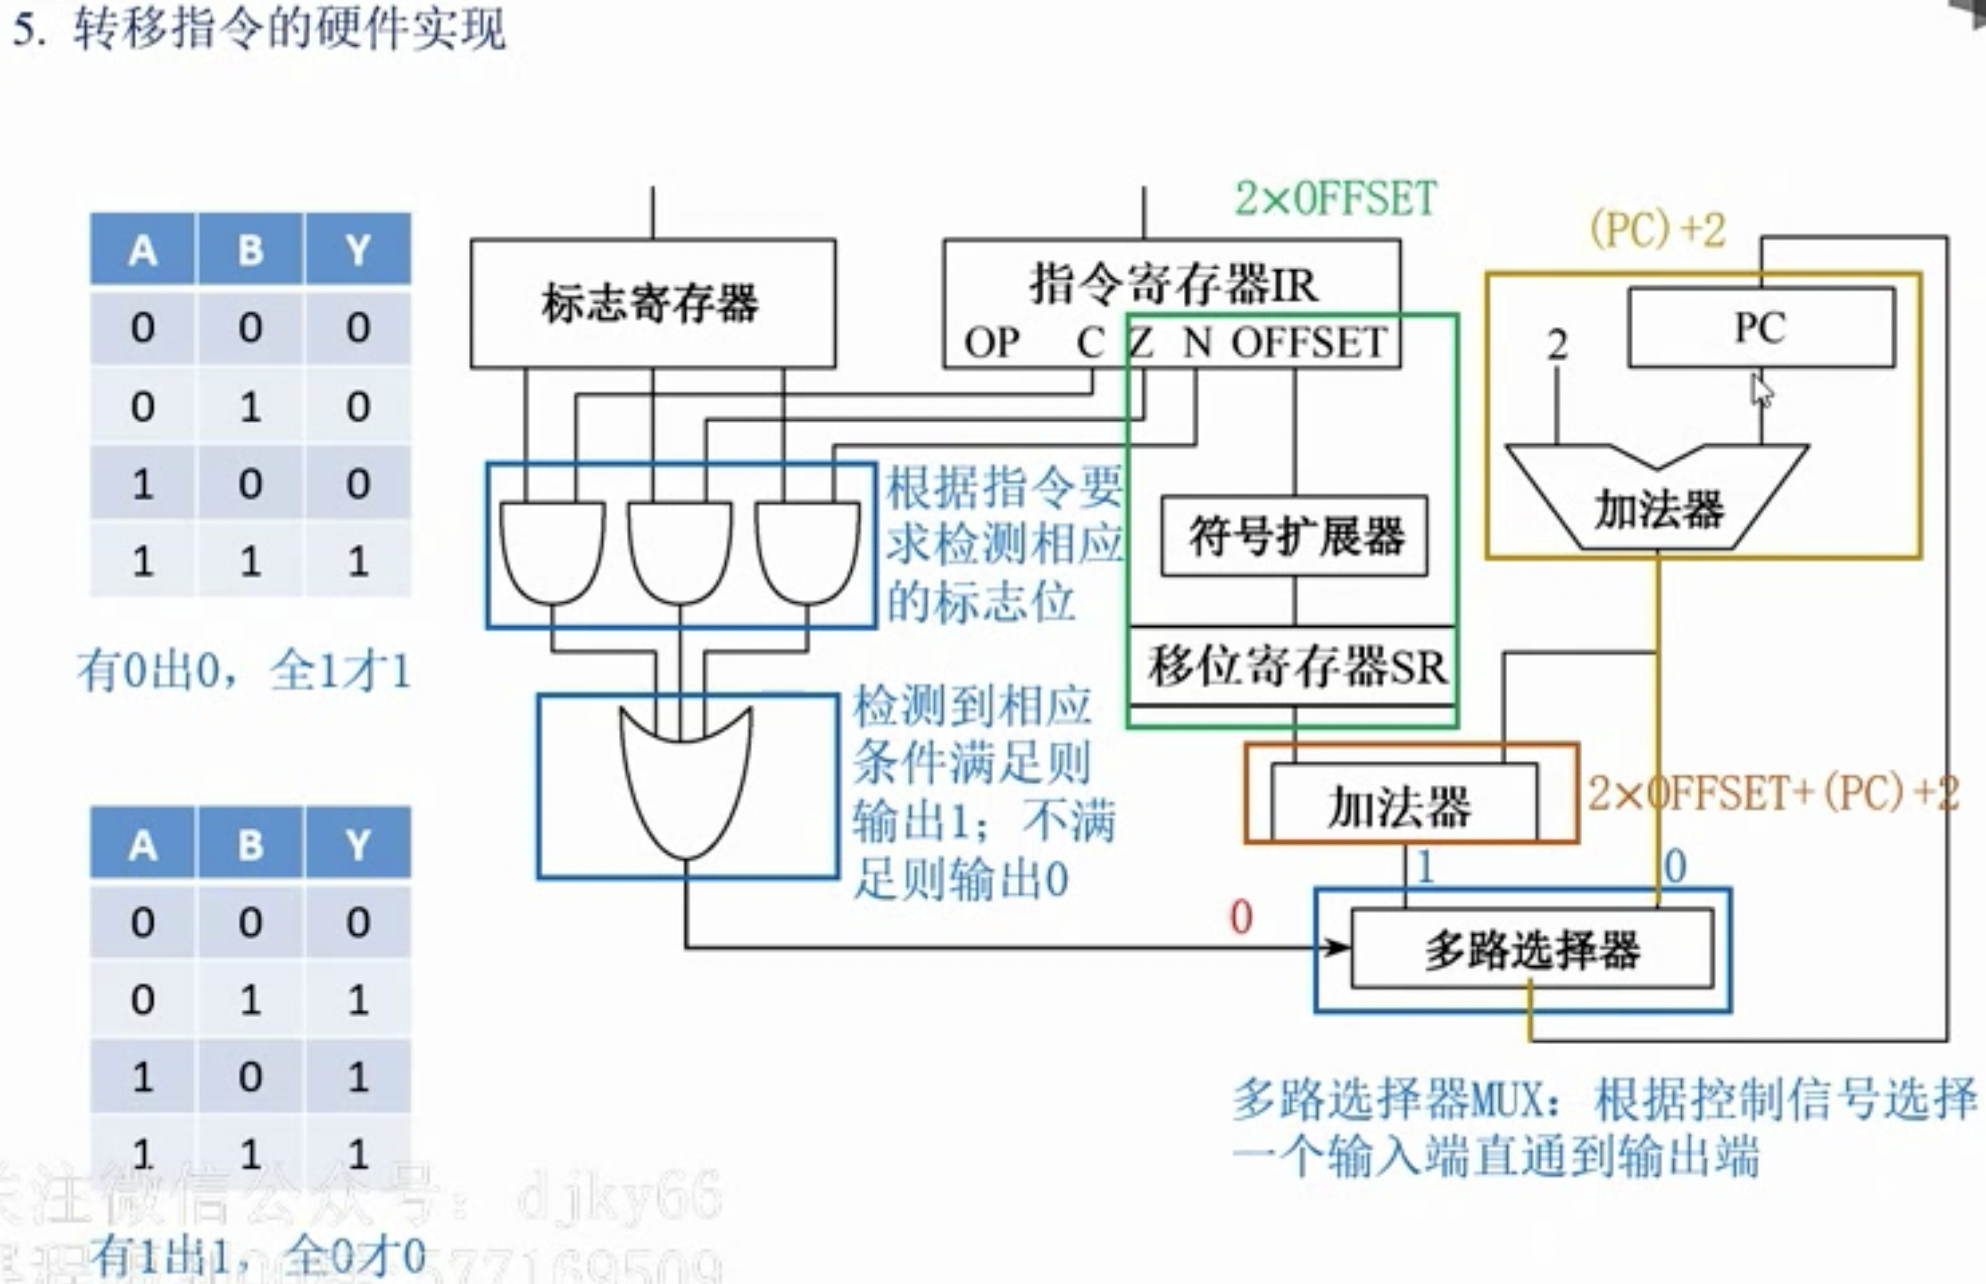 5. 转移指令的硬件实现
A B Y
0 0 0
0 1 0
1 0 0
1 1 1
有0出0，全1才1
A B Y
0 0 0
0 1 1
1 0 1
1 1 1
有1出1，全0才0
标志寄存器
2×OFFSET
指令寄存器IR
OP C Z N OFFSET
(PC)+2
PC
2
加法器
根据指令要
求检测相应
的标志位
符号扩展器
移位寄存器SR
检测到相应
条件满足则
输出1；不满
足则输出0
加法器
2×OFFSET+(PC)+2
1
0
0
多路选择器
多路选择器MUX：根据控制信号选择
一个输入端直通到输出端
关注微信公众号：djky66
577169509